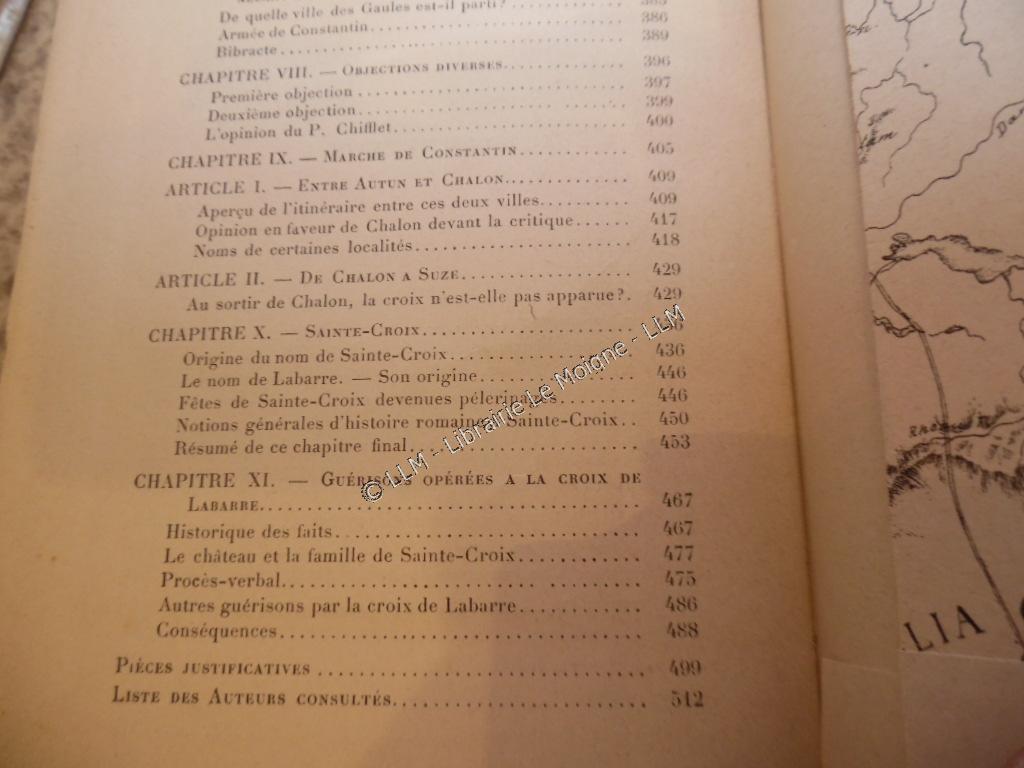 De quelle ville des Gaules est-il parti? 385
Armée de Constantin 386
Bibracte 389
CHAPITRE VIII. — OBJECTIONS DIVERSES 396
Première objection 397
Deuxième objection 399
L'opinion du P. Chifflet 400
CHAPITRE IX. — MARCHE DE CONSTANTIN 405
ARTICLE I. — ENTRE AUTUN ET CHALON 409
Aperçu de l'itinéraire entre ces deux villes 409
Opinion en faveur de Chalon devant la critique 417
Noms de certaines localités 418
ARTICLE II. — DE CHALON A SUZE 429
Au sortir de Chalon, la croix n'est-elle pas apparue?. 429
CHAPITRE X. — SAINTE-CROIX
Origine du nom de Sainte-Croix 436
Le nom de Labarre. — Son origine 446
Fêtes de Sainte-Croix devenues pélerinages 446
Notions générales d'histoire romaine. Sainte-Croix 450
Résumé de ce chapitre final 453
CHAPITRE XI. — GUÉRISONS OPÉRÉES A LA CROIX DE
LABARRE 467
Historique des faits 467
Le château et la famille de Sainte-Croix 477
Procès-verbal 475
Autres guérisons par la croix de Labarre 486
Conséquences 488
PIÈCES JUSTIFICATIVES 499
LISTE DES AUTEURS CONSULTÉS 512
© LLM - Librairie Le Moigne - LLM
LIA